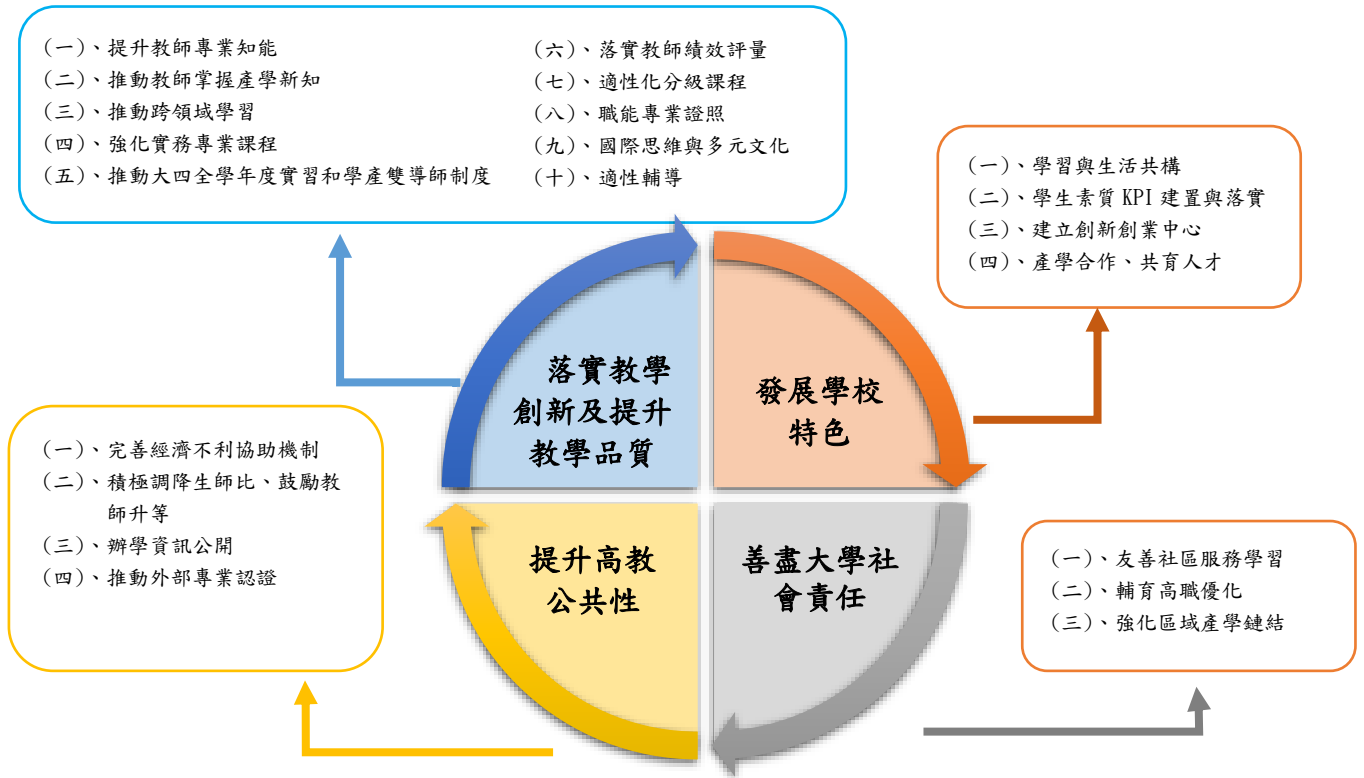 (一)、提升教師專業知能
(二)、推動教師掌握產學新知
(三)、推動跨領域學習
(四)、強化實務專業課程
(五)、推動大四全學年度實習和學產雙導師制度
(六)、落實教師績效評量
(七)、適性化分級課程
(八)、職能專業證照
(九)、國際思維與多元文化
(十)、適性輔導
(一)、學習與生活共構
(二)、學生素質 KPI 建置與落實
(三)、建立創新創業中心
(四)、產學合作、共育人才
落實教學
創新及提升
教學品質
發展學校
特色
(一)、完善經濟不利協助機制
(二)、積極調降生師比、鼓勵教
師升等
(三)、辦學資訊公開
(四)、推動外部專業認證
提升高教
公共性
善盡大學社
會責任
(一)、友善社區服務學習
(二)、輔育高職優化
(三)、強化區域產學鏈結